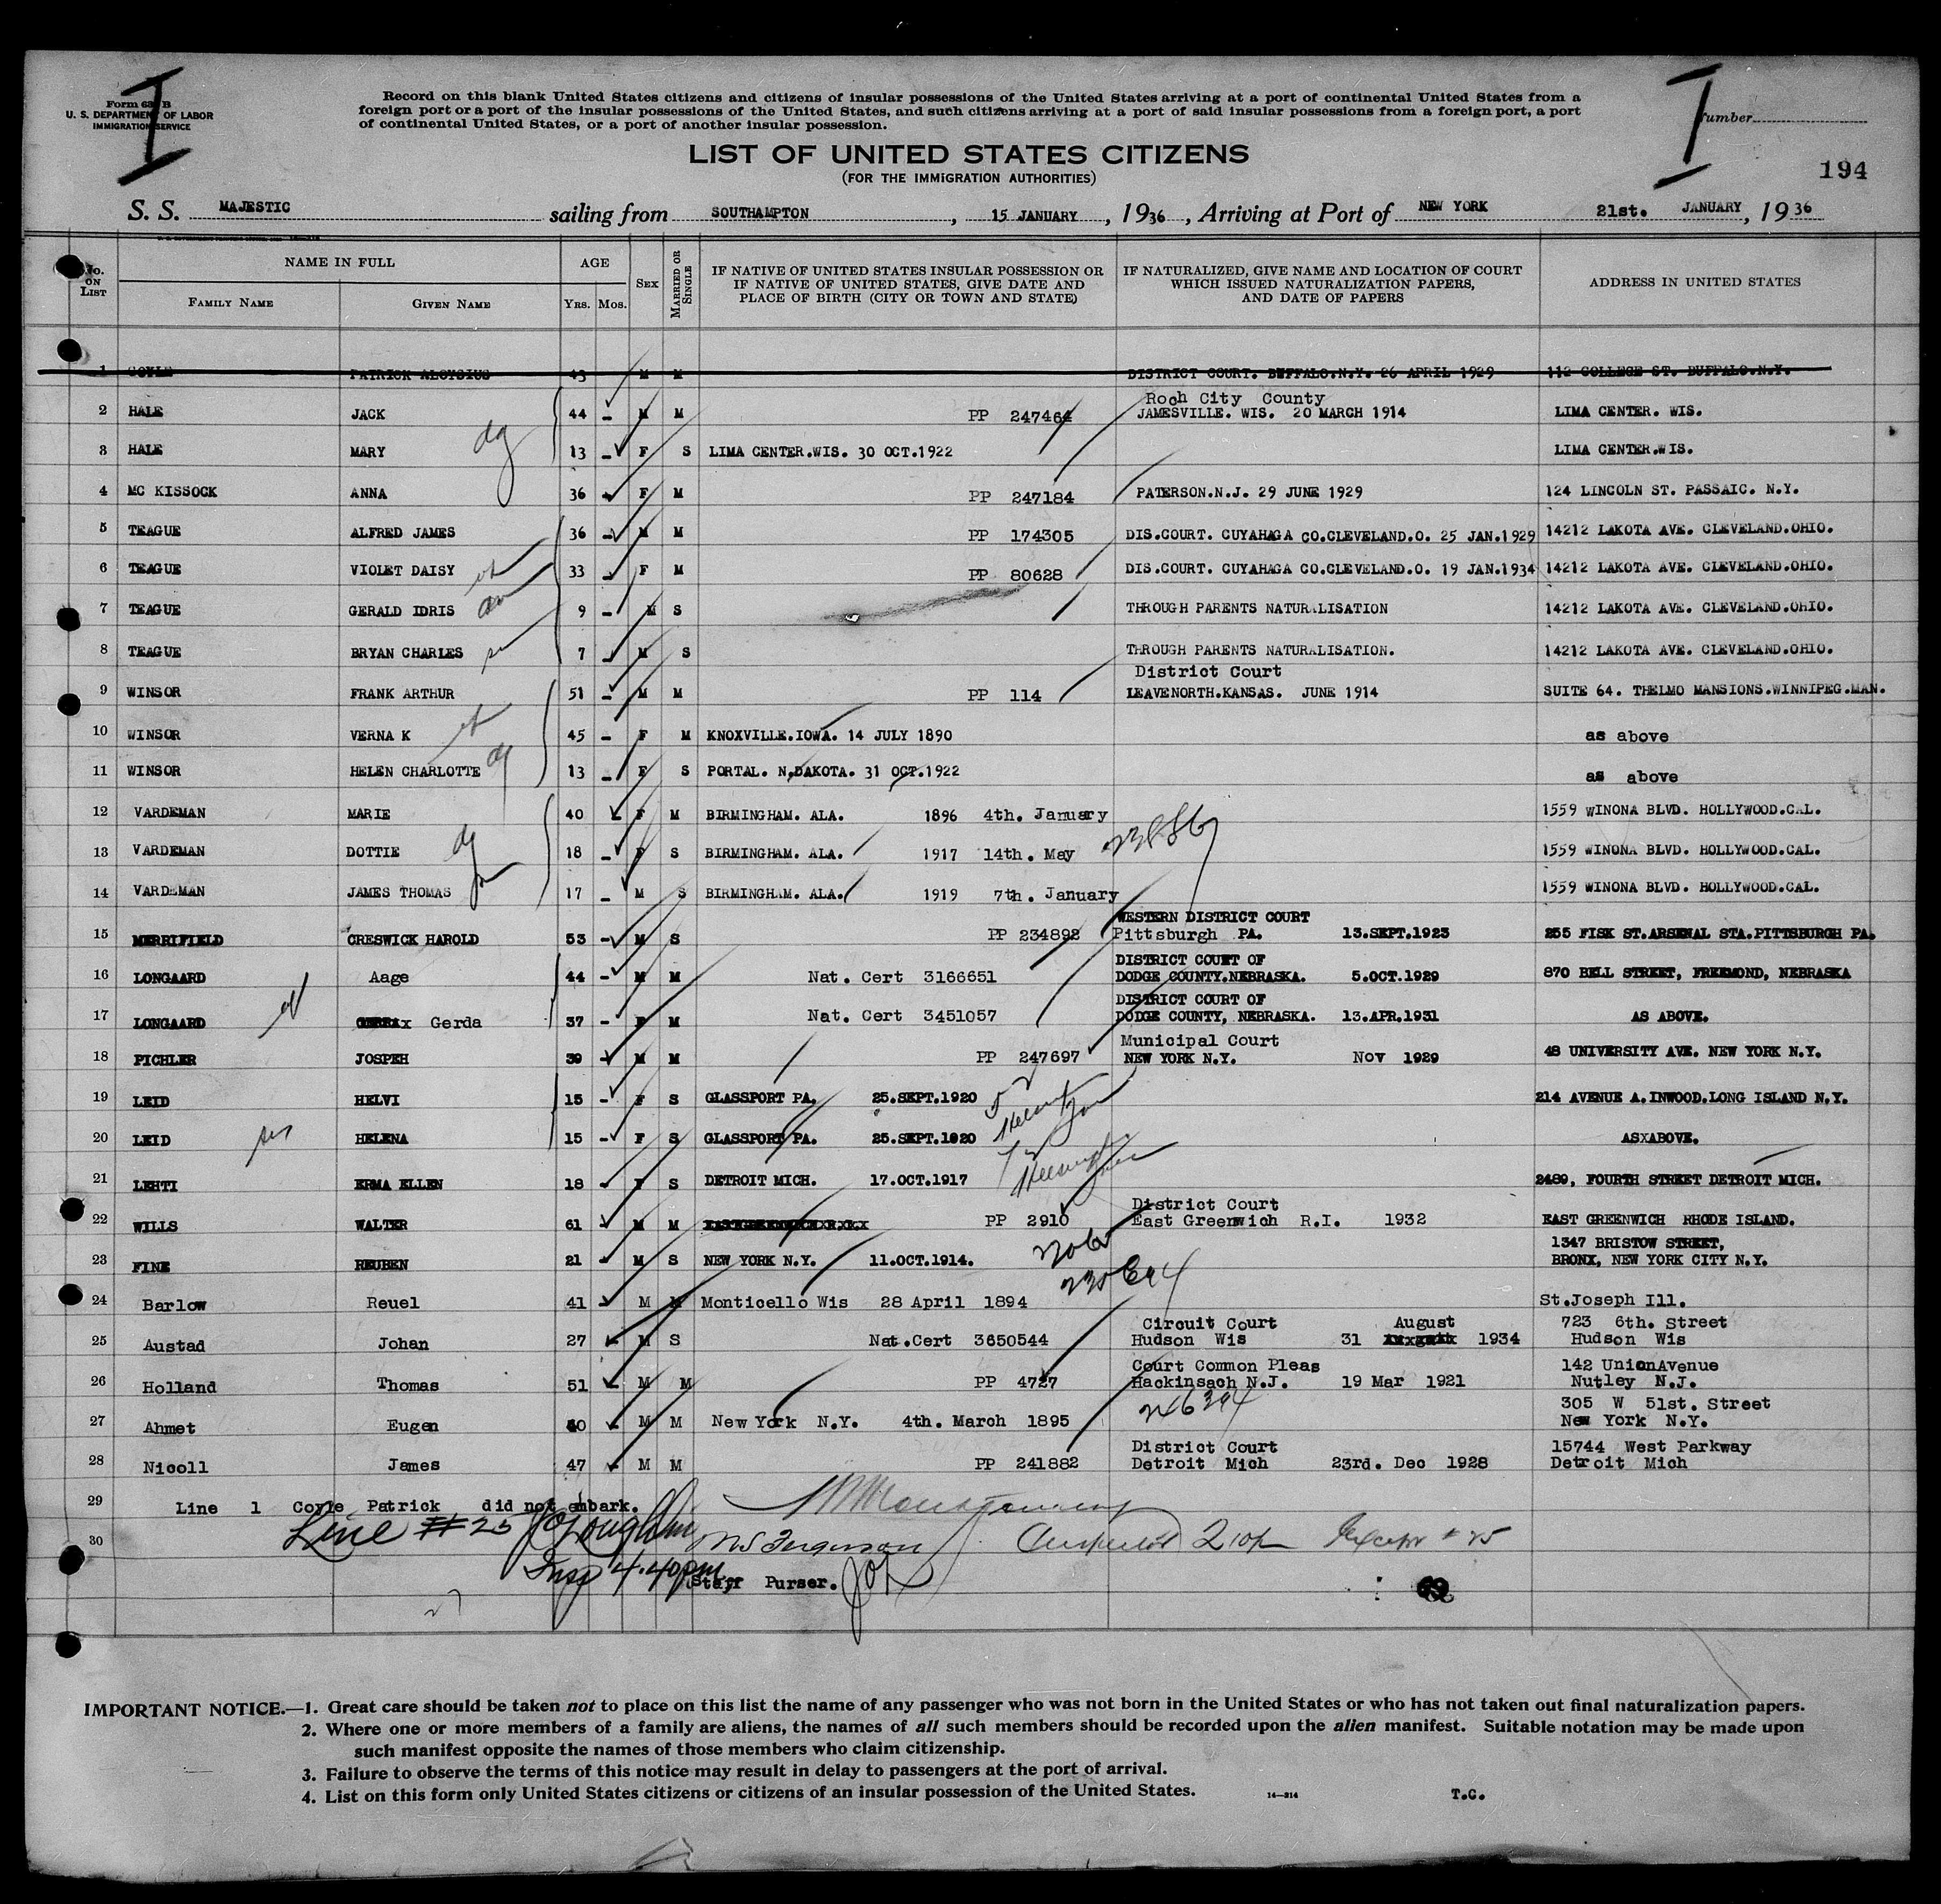 Form 630 B
U. S. DEPARTMENT OF LABOR
IMMIGRATION SERVICE
Record on this blank United States citizens and citizens of insular possessions of the United States arriving at a port of continental United States from a
foreign port or a port of the insular possessions of the United States, and such citizens arriving at a port of said insular possessions from a foreign port, a port
of continental United States, or a port of another insular possession.
I
I
Number
194
LIST OF UNITED STATES CITIZENS
(FOR THE IMMIGRATION AUTHORITIES)
S. S. MAJESTIC sailing from SOUTHAMPTON, 15 JANUARY, 1936, Arriving at Port of NEW YORK 21st. JANUARY, 1936
No. ON LIST
NAME IN FULL
FAMILY NAME
GIVEN NAME
AGE
YRS. MOS.
SEX
MARRIED OR SINGLE
IF NATIVE OF UNITED STATES INSULAR POSSESSION OR
IF NATIVE OF UNITED STATES, GIVE DATE AND
PLACE OF BIRTH (CITY OR TOWN AND STATE)
IF NATURALIZED, GIVE NAME AND LOCATION OF COURT
WHICH ISSUED NATURALIZATION PAPERS,
AND DATE OF PAPERS
ADDRESS IN UNITED STATES
1 COYLE PATRICK ALOYSIUS 43 M M DISTRICT COURT. BUFFALO.N.Y. 26 APRIL 1929 112 COLLEGE ST. BUFFALO.N.Y.
Roch City County
2 HALE JACK 44 - M M PP 247464 JAMESVILLE. WIS. 20 MARCH 1914 LIMA CENTER. WIS.
3 HALE MARY dg 13 - F S LIMA CENTER.WIS. 30 OCT.1922 LIMA CENTER.WIS.
4 MC KISSOCK ANNA 36 - F M PP 247184 PATERSON.N.J. 29 JUNE 1929 124 LINCOLN ST. PASSAIC. N.Y.
5 TEAGUE ALFRED JAMES 36 - M M PP 174305 DIS.COURT. CUYAHAGA CO.CLEVELAND.O. 25 JAN.1929 14212 LAKOTA AVE. CLEVELAND.OHIO.
6 TEAGUE VIOLET DAISY 33 - F M PP 80628 DIS.COURT. CUYAHAGA CO.CLEVELAND.O. 19 JAN.1934 14212 LAKOTA AVE. CLEVELAND.OHIO.
7 TEAGUE GERALD IDRIS 9 - M S THROUGH PARENTS NATURALISATION 14212 LAKOTA AVE. CLEVELAND.OHIO.
8 TEAGUE BRYAN CHARLES 7 - M S THROUGH PARENTS NATURALISATION. 14212 LAKOTA AVE. CLEVELAND.OHIO.
District Court
9 WINSOR FRANK ARTHUR 51 - M M PP 114 LEAVENORTH.KANSAS. JUNE 1914 SUITE 64. THELMO MANSIONS.WINNIPEG.MAN.
10 WINSOR VERNA K 45 - F M KNOXVILLE.IOWA. 14 JULY 1890 as above
11 WINSOR HELEN CHARLOTTE dg 13 - F S PORTAL. N.DAKOTA. 31 OCT.1922 as above
12 VARDEMAN MARIE 40 - F M BIRMINGHAM. ALA. 1896 4th. January 1559 WINONA BLVD. HOLLYWOOD.CAL.
13 VARDEMAN DOTTIE dg 18 - F S BIRMINGHAM. ALA. 1917 14th. May 23886 1559 WINONA BLVD. HOLLYWOOD.CAL.
14 VARDEMAN JAMES THOMAS 17 - M S BIRMINGHAM. ALA. 1919 7th. January 1559 WINONA BLVD. HOLLYWOOD.CAL.
WESTERN DISTRICT COURT
15 MERRIFIELD CRESWICK HAROLD 53 - M S PP 234892 Pittsburgh PA. 13.SEPT.1923 255 FISK ST.ARSENAL STA.PITTSBURGH PA.
DISTRICT COURT OF
16 LONGAARD Aage 44 - M M Nat. Cert 3166651 DODGE COUNTY.NEBRASKA. 5.OCT.1929 870 BELL STREET, FREEMOND, NEBRASKA
DISTRICT COURT OF
17 LONGAARD Gerda 37 - F M Nat. Cert 3451057 DODGE COUNTY, NEBRASKA. 13.APR.1931 AS ABOVE.
Municipal Court
18 PICHLER JOSPEH 39 - M M PP 247697 NEW YORK N.Y. Nov 1929 48 UNIVERSITY AVE. NEW YORK N.Y.
19 LEID HELVI 15 - F S GLASSPORT PA. 25.SEPT.1920 214 AVENUE A.INWOOD.LONG ISLAND N.Y.
20 LEID HELENA 15 - F S GLASSPORT PA. 25.SEPT.1920 ASXABOVE.
21 LEHTI ERMA ELLEN 18 - F S DETROIT MICH. 17.OCT.1917 2489, FOURTH STREET DETROIT MICH.
District Court
22 WILLS WALTER 61 - M M PP 2910 East Greenwich R.I. 1932 EAST GREENWICH RHODE ISLAND.
1347 BRISTOW STREET,
23 FINE REUBEN 21 - M S NEW YORK N.Y. 11.OCT.1914. BRONX, NEW YORK CITY N.Y.
24 Barlow Reuel 41 - M M Monticello Wis 28 April 1894 230694 St.Joseph Ill.
Circuit Court August 723 6th. Street
25 Austad Johan 27 - M S Nat.Cert 3650544 Hudson Wis 31 1934 Hudson Wis
Court Common Pleas 142 UnionAvenue
26 Holland Thomas 51 - M M PP 4727 Hackinsach N.J. 19 Mar 1921 Nutley N.J.
246394 305 W 51st. Street
27 Ahmet Eugen 40 - M M New York N.Y. 4th. March 1895 New York N.Y.
District Court 15744 West Parkway
28 Nicoll James 47 - M M PP 241882 Detroit Mich 23rd. Dec 1928 Detroit Mich
29 Line 1 Coyle Patrick did not embark.
Line #25
30 Ferguson 210p Except #25
Insp 4.40pm Staff Purser.
IMPORTANT NOTICE.—1. Great care should be taken not to place on this list the name of any passenger who was not born in the United States or who has not taken out final naturalization papers.
2. Where one or more members of a family are aliens, the names of all such members should be recorded upon the alien manifest. Suitable notation may be made upon
such manifest opposite the names of those members who claim citizenship.
3. Failure to observe the terms of this notice may result in delay to passengers at the port of arrival.
4. List on this form only United States citizens or citizens of an insular possession of the United States.
14—214
T.C.